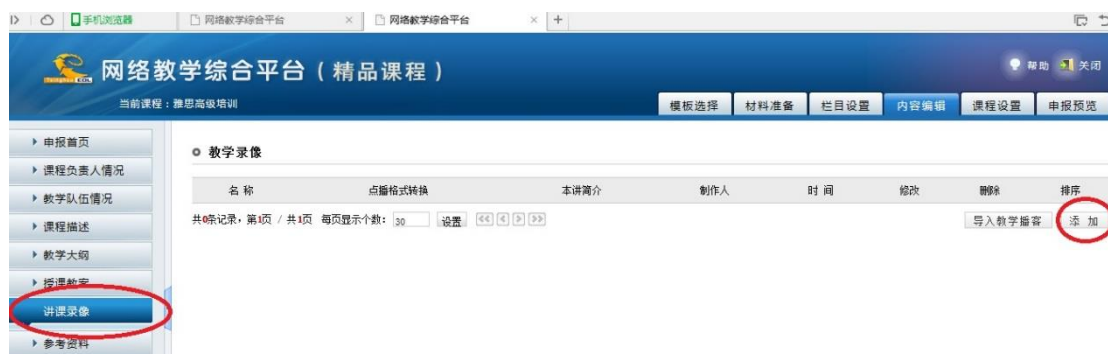 手机浏览器 网络教学综合平台 × 网络教学综合平台 × +
网络教学综合平台（精品课程） 帮助 关闭
当前课程：雅思高级培训 模板选择 材料准备 栏目设置 内容编辑 课程设置 申报预览
申报首页
课程负责人情况
教学队伍情况
课程描述
教学大纲
授课教案
讲课录像
参考资料
教学录像
名称 点播格式转换 本讲简介 制作人 时间 修改 删除 排序
共0条记录，第1页 / 共1页 每页显示个数： 30 设置 导入教学播客 添加